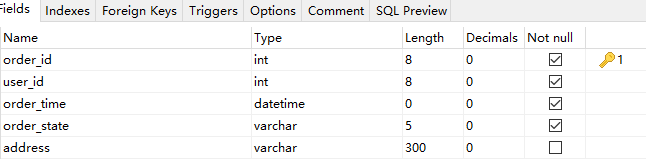 Fields Indexes Foreign Keys Triggers Options Comment SQL Preview
Name Type Length Decimals Not null
order_id int 8 0 1
user_id int 8 0
order_time datetime 0 0
order_state varchar 5 0
address varchar 300 0